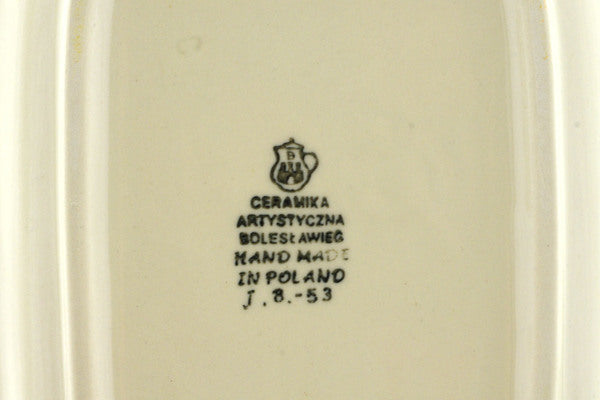 B
CERAMIKA
ARTYSTYCZNA
BOLESŁAWIEC
HAND MADE
IN POLAND
J.8.-53